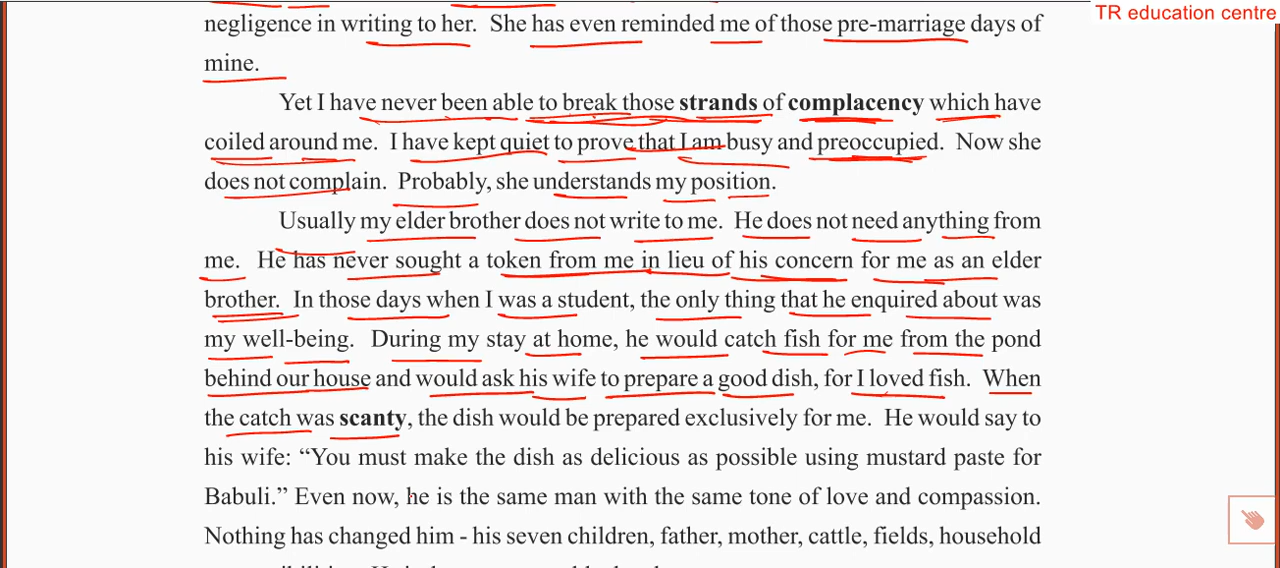 TR education centre
negligence in writing to her. She has even reminded me of those pre-marriage days of
mine.
Yet I have never been able to break those strands of complacency which have
coiled around me. I have kept quiet to prove that I am busy and preoccupied. Now she
does not complain. Probably, she understands my position.
Usually my elder brother does not write to me. He does not need anything from
me. He has never sought a token from me in lieu of his concern for me as an elder
brother. In those days when I was a student, the only thing that he enquired about was
my well-being. During my stay at home, he would catch fish for me from the pond
behind our house and would ask his wife to prepare a good dish, for I loved fish. When
the catch was scanty, the dish would be prepared exclusively for me. He would say to
his wife: “You must make the dish as delicious as possible using mustard paste for
Babuli.” Even now, he is the same man with the same tone of love and compassion.
Nothing has changed him - his seven children, father, mother, cattle, fields, household